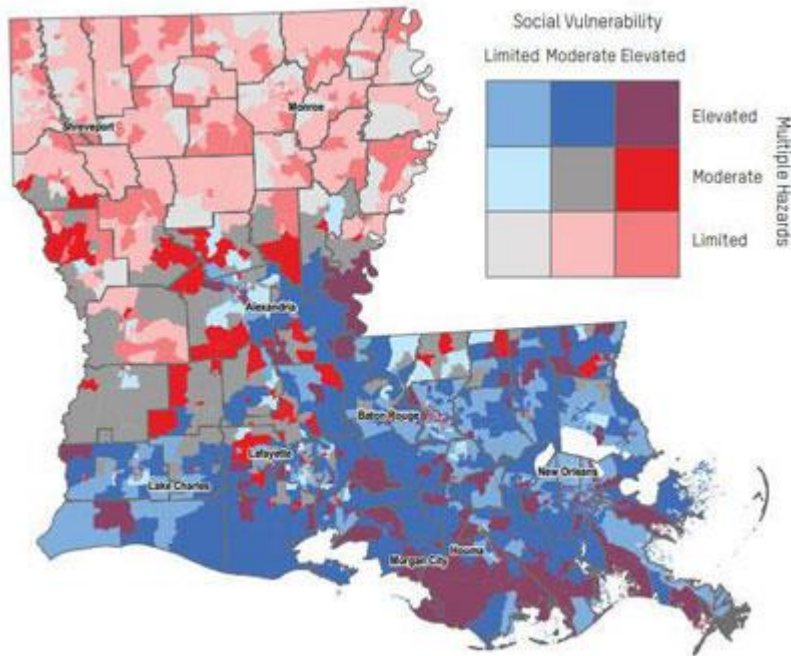 Social Vulnerability
Limited Moderate Elevated
Elevated
Moderate
Limited
Multiple Hazards
Shreveport
Monroe
Alexandria
Baton Rouge
Lafayette
Lake Charles
New Orleans
Houma
Morgan City